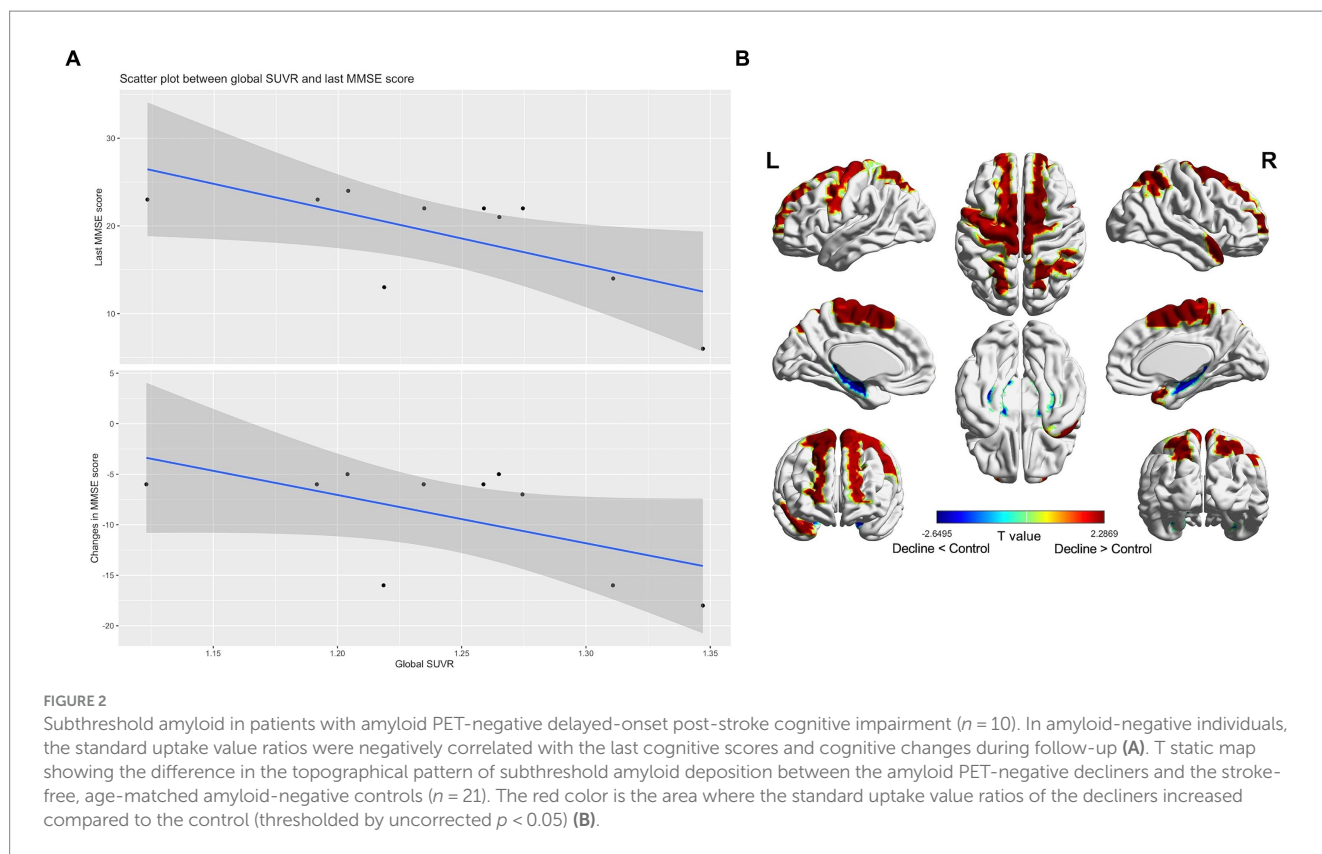 A
B
Scatter plot between global SUVR and last MMSE score
30
20
10
Last MMSE score
5
0
-5
-10
-15
-20
Changes in MMSE score
1.15
1.20
1.25
1.30
1.35
Global SUVR
L
R
-2.6495
T value
2.2869
Decline < Control
Decline > Control
FIGURE 2
Subthreshold amyloid in patients with amyloid PET-negative delayed-onset post-stroke cognitive impairment (n = 10). In amyloid-negative individuals,
the standard uptake value ratios were negatively correlated with the last cognitive scores and cognitive changes during follow-up (A). T static map
showing the difference in the topographical pattern of subthreshold amyloid deposition between the amyloid PET-negative decliners and the stroke-
free, age-matched amyloid-negative controls (n = 21). The red color is the area where the standard uptake value ratios of the decliners increased
compared to the control (thresholded by uncorrected p < 0.05) (B).